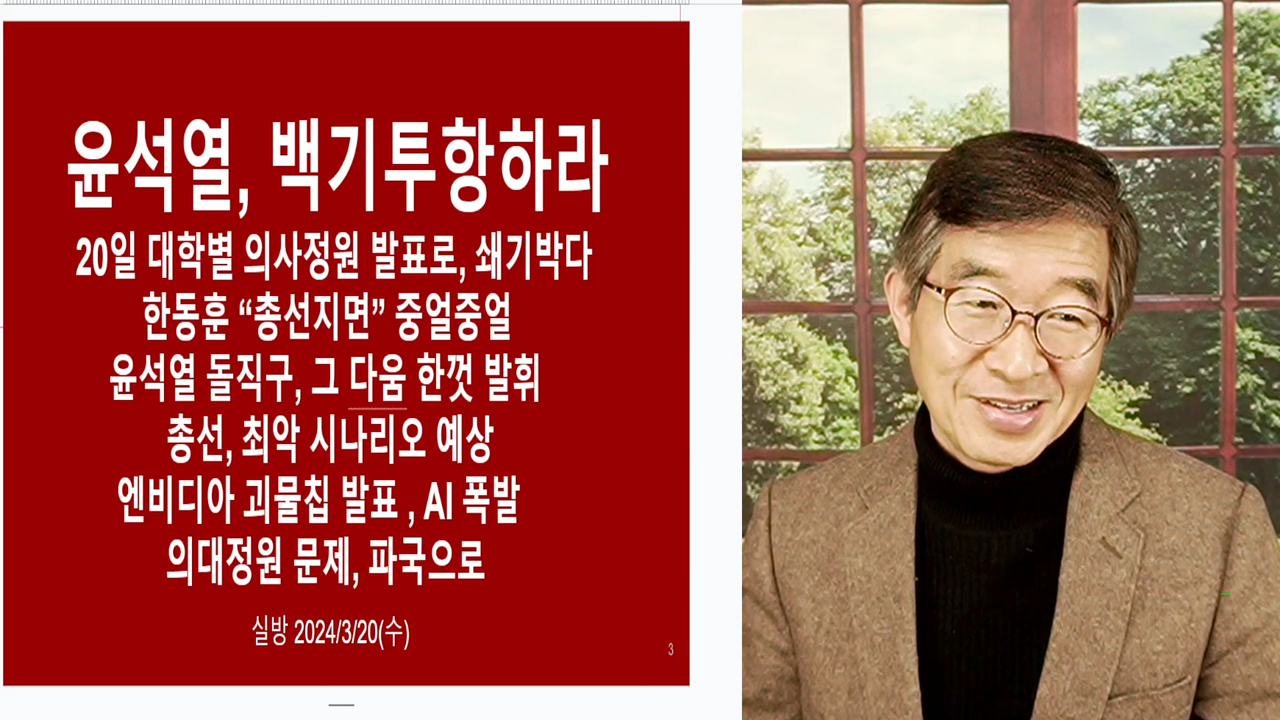 윤석열, 백기투항하라
20일 대학별 의사정원 발표로, 쇄기박다
한동훈 “총선지면” 중얼중얼
윤석열 돌직구, 그 다움 한껏 발휘
총선, 최악 시나리오 예상
엔비디아 괴물칩 발표 , AI 폭발
의대정원 문제, 파국으로
실방 2024/3/20(수)
3